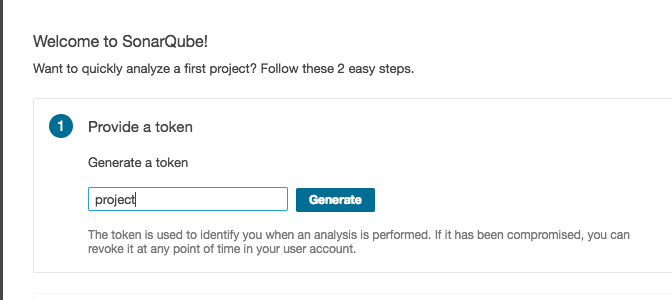 Welcome to SonarQube!
Want to quickly analyze a first project? Follow these 2 easy steps.
1 Provide a token
Generate a token
project Generate
The token is used to identify you when an analysis is performed. If it has been compromised, you can
revoke it at any point of time in your user account.